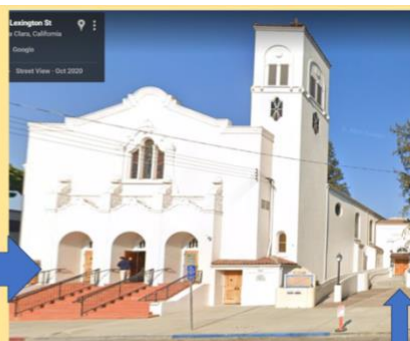 Lexington St
a Clara, California
Google
Street View - Oct 2020